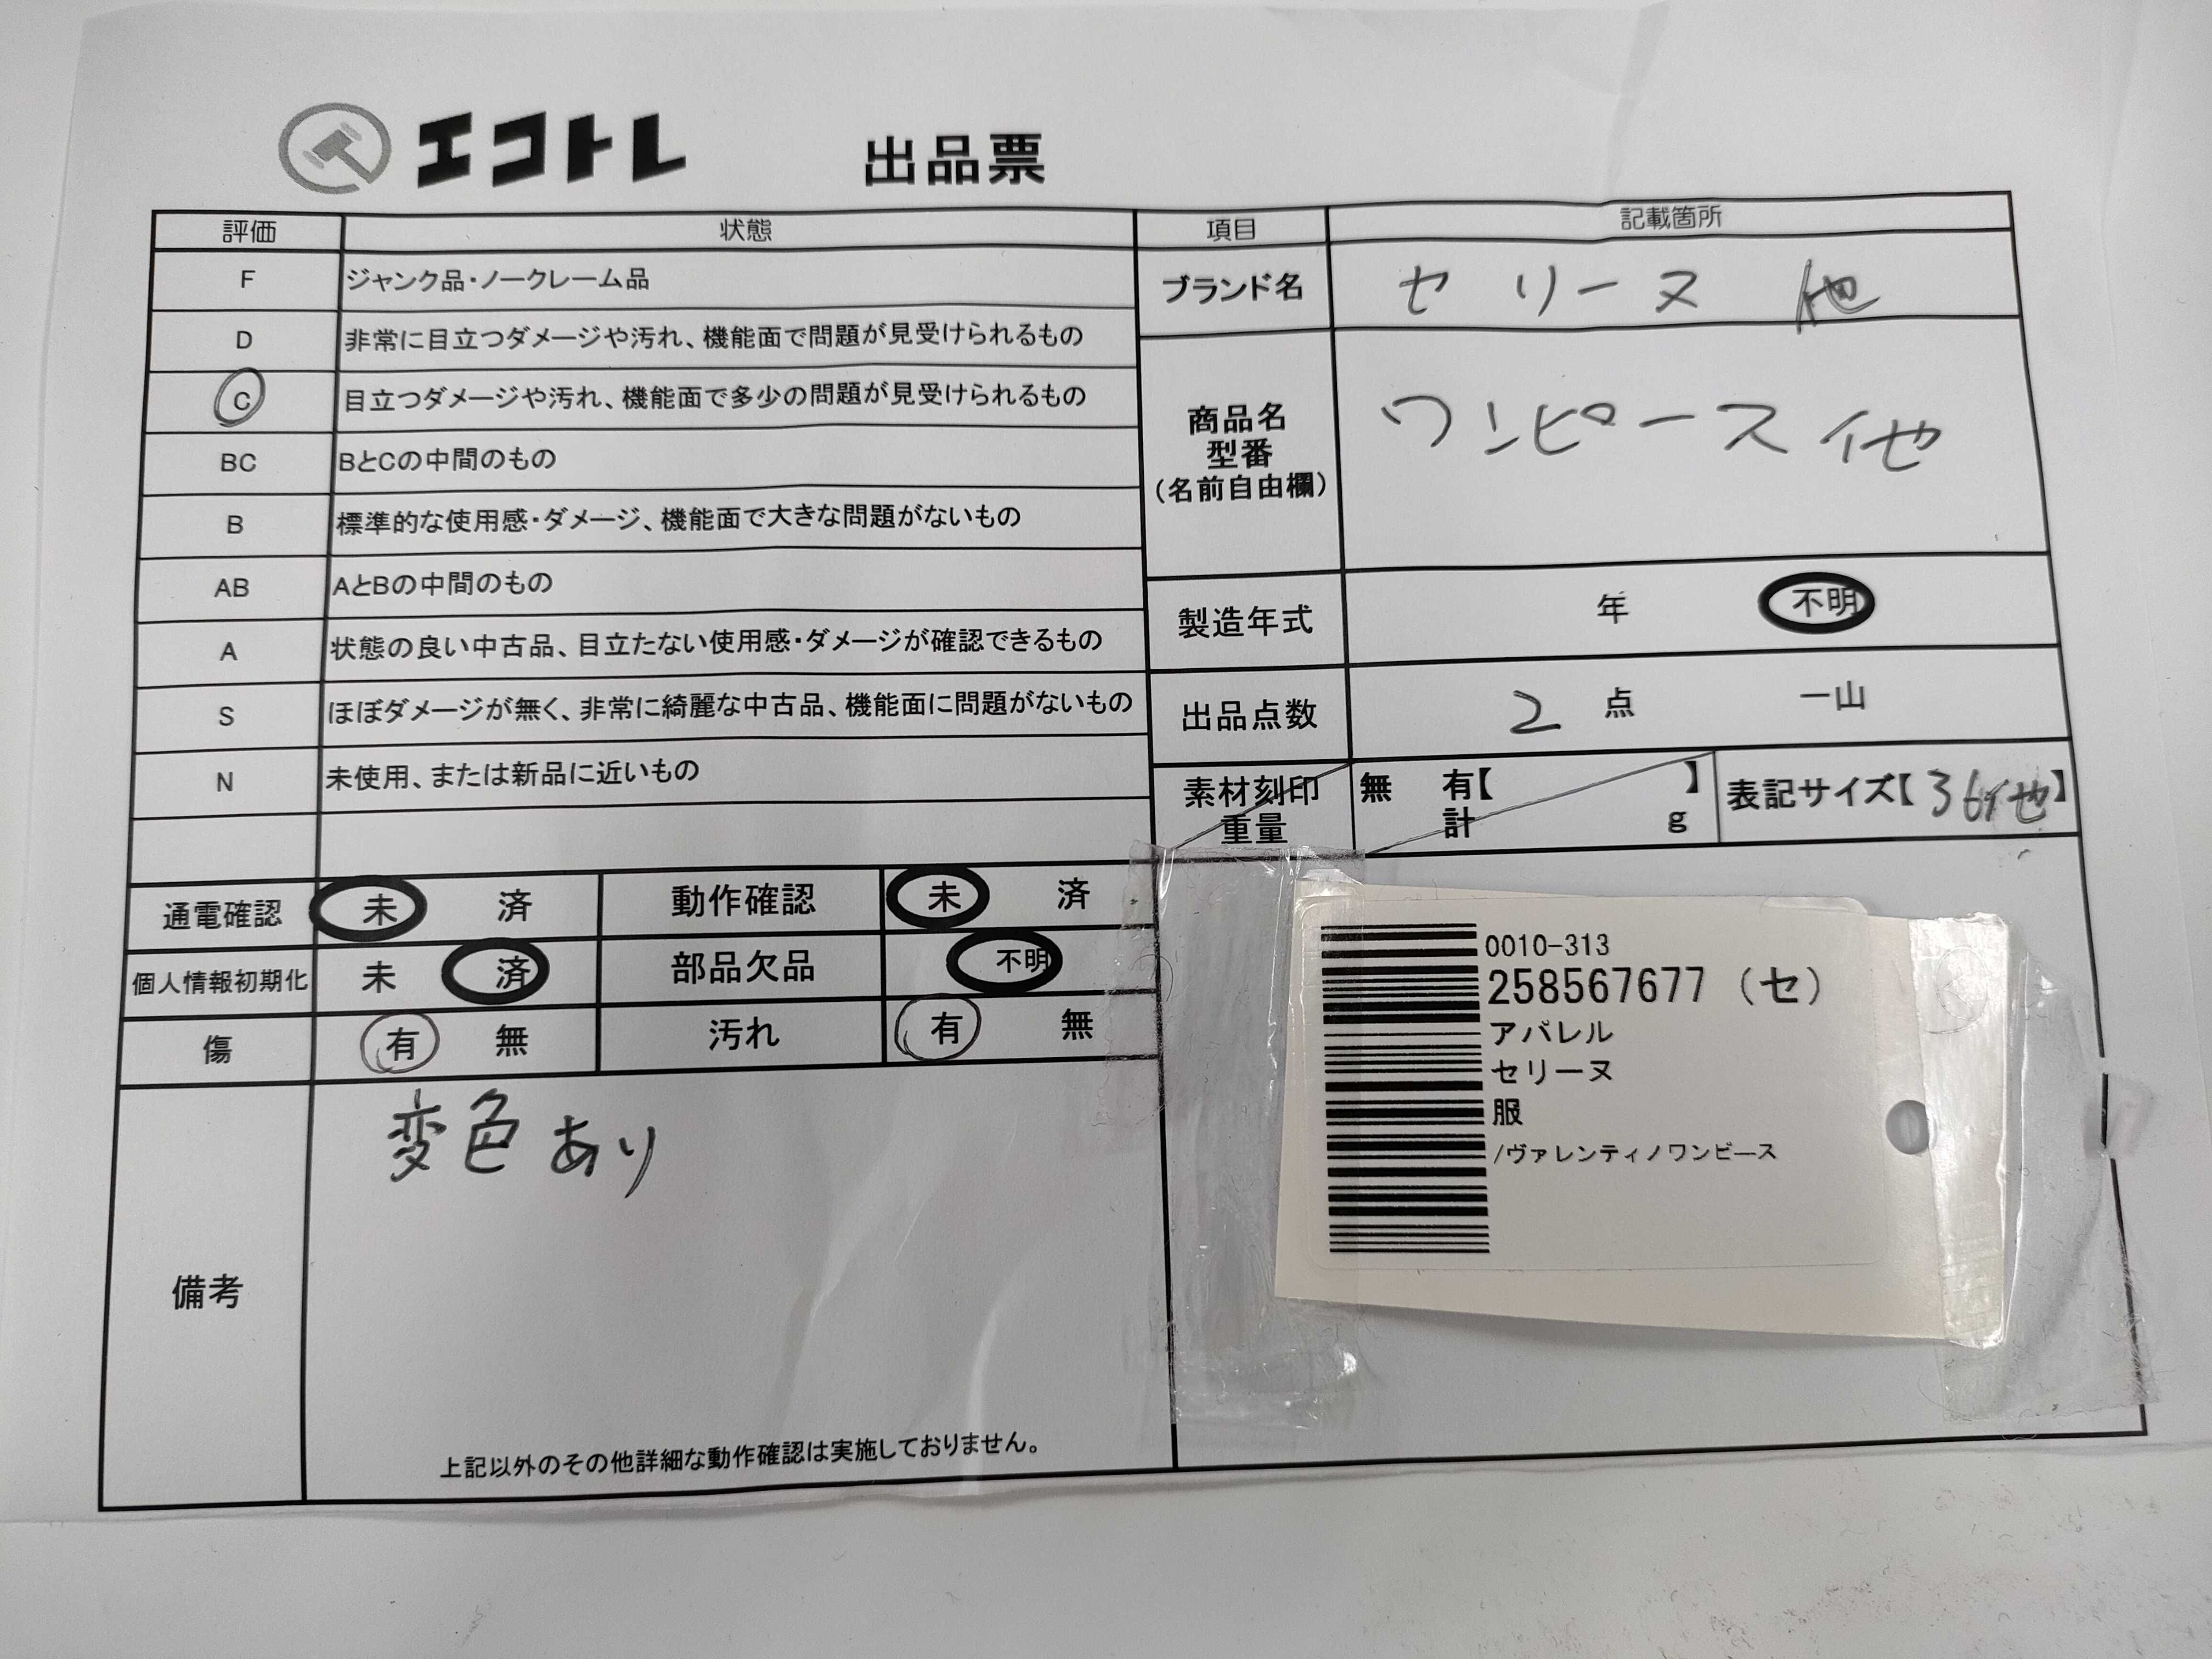 エコトレ 出品票
評価 状態
F ジャンク品・ノークレーム品
D 非常に目立つダメージや汚れ、機能面で問題が見受けられるもの
C 目立つダメージや汚れ、機能面で多少の問題が見受けられるもの
BC BとCの中間のもの
B 標準的な使用感・ダメージ、機能面で大きな問題がないもの
AB AとBの中間のもの
A 状態の良い中古品、目立たない使用感・ダメージが確認できるもの
S ほぼダメージが無く、非常に綺麗な中古品、機能面に問題がないもの
N 未使用、または新品に近いもの
項目 記載箇所
ブランド名 セリーヌ 他
商品名
型番
(名前自由欄)
ワンピース他
製造年式 年 不明
出品点数 2 点 一山
素材刻印 無 有【 】
重量 計 g
表記サイズ【36他】
通電確認 未 済 動作確認 未 済
個人情報初期化 未 済 部品欠品 不明
傷 有 無 汚れ 有 無
備考
変色あり
上記以外のその他詳細な動作確認は実施しておりません。
0010-313
258567677 (セ)
アパレル
セリーヌ
服
/ヴァレンティノワンピース